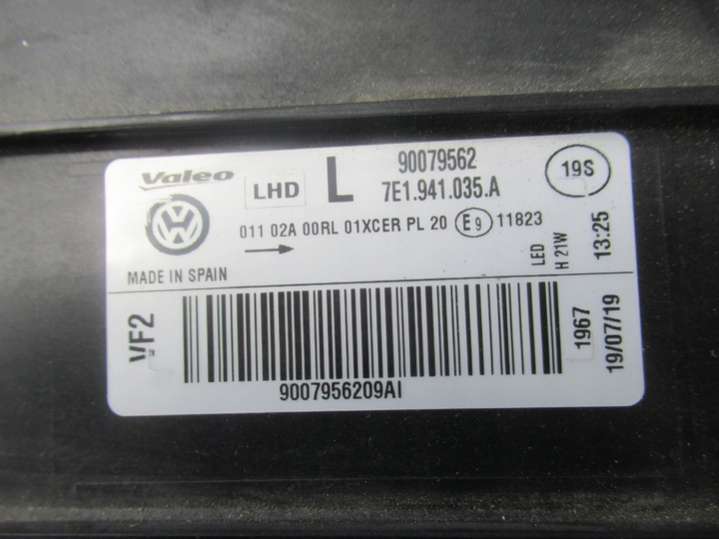 Valeo
LHD
L
90079562
7E1.941.035.A
19S
VW
011 02A 00RL 01XCER PL 20 E9 11823
MADE IN SPAIN
LED
H 21W
13:25
VF2
9007956209AI
1967
19/07/19